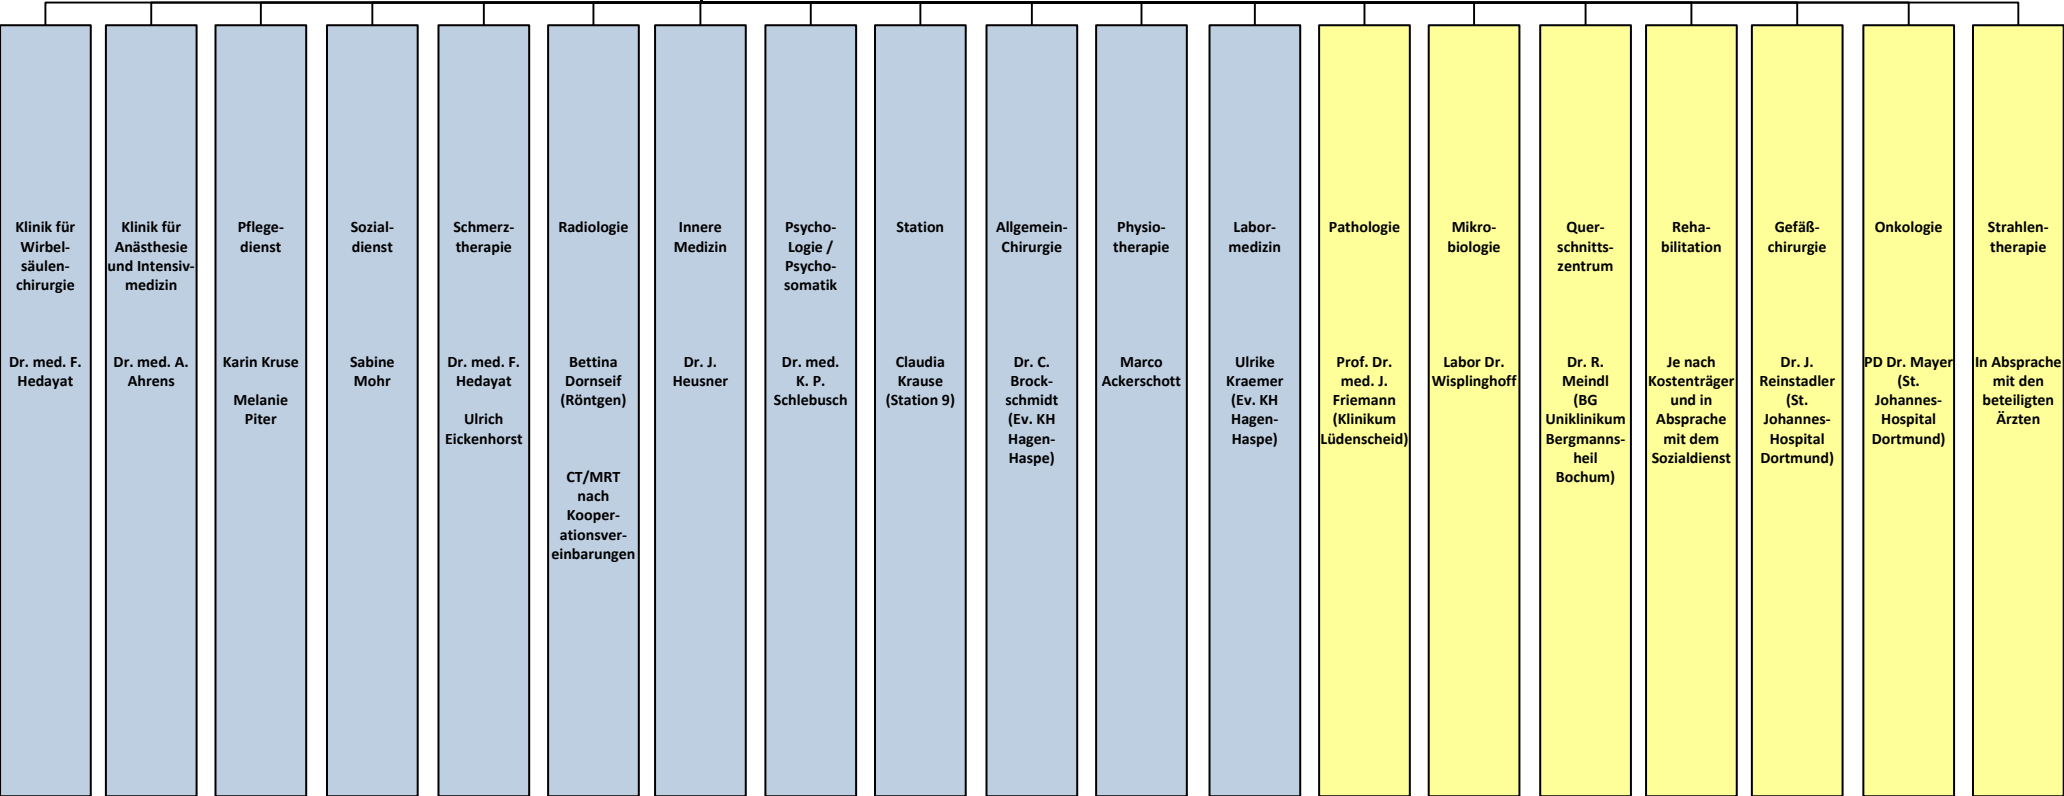 Klinik für
Wirbel-
säulen-
chirurgie
Dr. med. F.
Hedayat
Klinik für
Anästhesie
und Intensiv-
medizin
Dr. med. A.
Ahrens
Pflege-
dienst
Karin Kruse
Melanie
Piter
Sozial-
dienst
Sabine
Mohr
Schmerz-
therapie
Dr. med. F.
Hedayat
Ulrich
Eickenhorst
Radiologie
Bettina
Dornseif
(Röntgen)
CT/MRT
nach
Kooper-
ationsver-
einbarungen
Innere
Medizin
Dr. J.
Heusner
Psycho-
Logie /
Psycho-
somatik
Dr. med.
K. P.
Schlebusch
Station
Claudia
Krause
(Station 9)
Allgemein-
Chirurgie
Dr. C.
Brock-
schmidt
(Ev. KH
Hagen-
Haspe)
Physio-
therapie
Marco
Ackerschott
Labor-
medizin
Ulrike
Kraemer
(Ev. KH
Hagen-
Haspe)
Pathologie
Prof. Dr.
med. J.
Friemann
(Klinikum
Lüdenscheid)
Mikro-
biologie
Labor Dr.
Wisplinghoff
Quer-
schnitts-
zentrum
Dr. R.
Meindl
(BG
Uniklinikum
Bergmanns-
heil
Bochum)
Reha-
bilitation
Je nach
Kostenträger
und in
Absprache
mit dem
Sozialdienst
Gefäß-
chirurgie
Dr. J.
Reinstadler
(St.
Johannes-
Hospital
Dortmund)
Onkologie
PD Dr. Mayer
(St.
Johannes-
Hospital
Dortmund)
Strahlen-
therapie
In Absprache
mit den
beteiligten
Ärzten